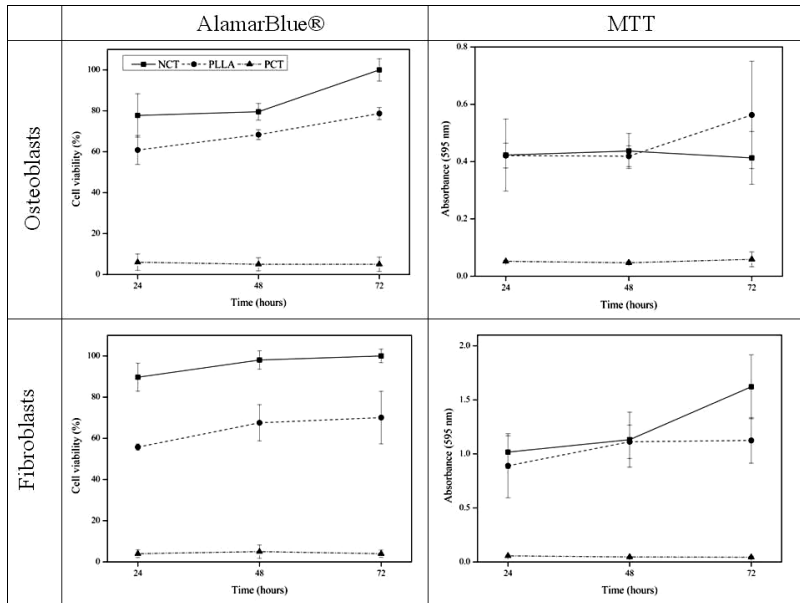 AlamarBlue®
MTT
Osteoblasts
NCT PLLA PCT
Cell viability (%)
100
80
60
40
20
0
24
48
72
Time (hours)
Absorbance (595 nm)
0.8
0.6
0.4
0.2
0.0
24
48
72
Time (hours)
Fibroblasts
Cell viability (%)
100
80
60
40
20
0
24
48
72
Time (hours)
Absorbance (595 nm)
2.0
1.5
1.0
0.5
0.0
24
48
72
Time (hours)